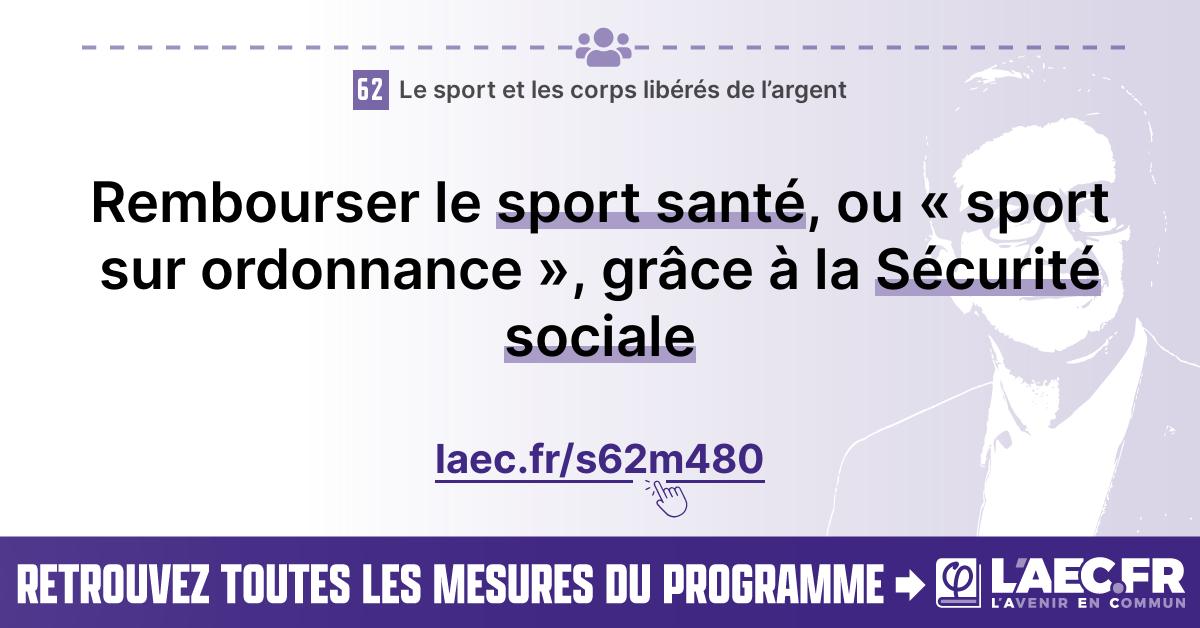 62 Le sport et les corps libérés de l’argent
Rembourser le sport santé, ou « sport
sur ordonnance », grâce à la Sécurité
sociale
laec.fr/s62m480
RETROUVEZ TOUTES LES MESURES DU PROGRAMME
L'AEC.FR
L'AVENIR EN COMMUN